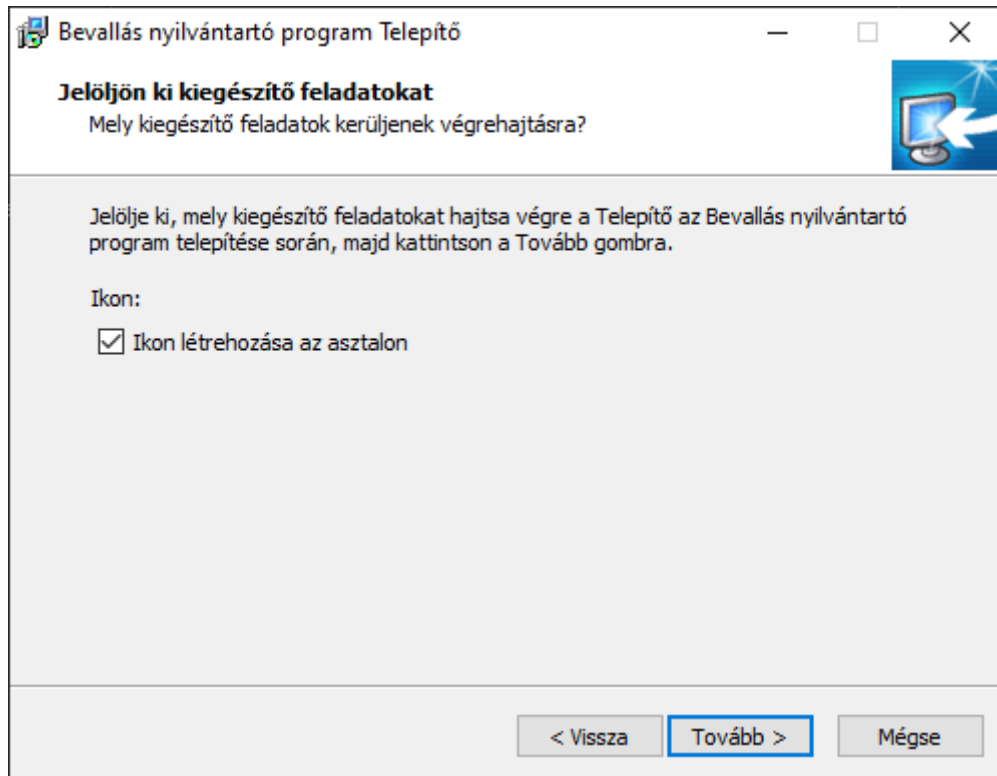 Bevallás nyilvántartó program Telepítő
Jelöljön ki kiegészítő feladatokat
Mely kiegészítő feladatok kerüljenek végrehajtásra?
Jelölje ki, mely kiegészítő feladatokat hajtsa végre a Telepítő az Bevallás nyilvántartó
program telepítése során, majd kattintson a Tovább gombra.
Ikon:
Ikon létrehozása az asztalon
< Vissza
Tovább >
Mégse